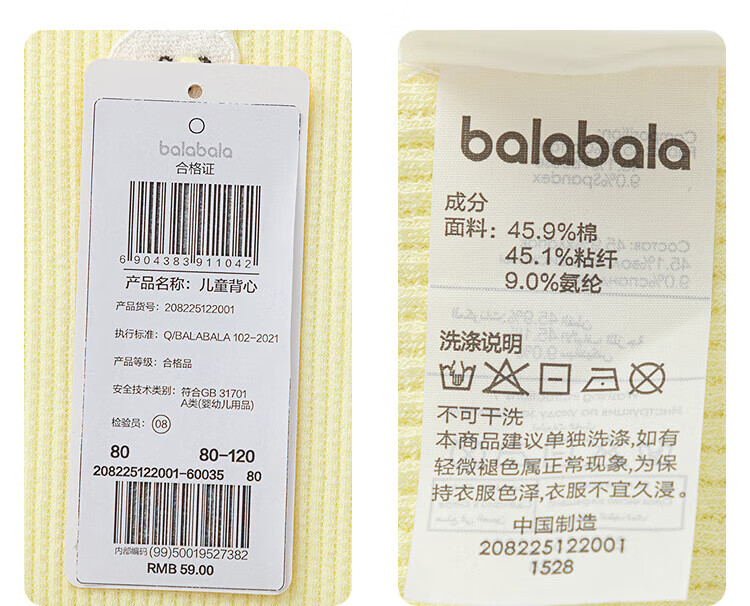 balabala
合格证
6 904383 911042
产品名称：儿童背心
产品货号：208225122001
执行标准：Q/BALABALA 102-2021
产品等级：合格品
安全技术类别：符合GB 31701
A类(婴幼儿用品)
检验员：08
80 80-120
208225122001-60035 80
内部编码 (99)50019527382
RMB 59.00
balabala
成分
面料：45.9%棉
45.1%粘纤
9.0%氨纶
洗涤说明
不可干洗
本商品建议单独洗涤,如有
轻微褪色属正常现象,为保
持衣服色泽,衣服不宜久浸。
中国制造
208225122001
1528